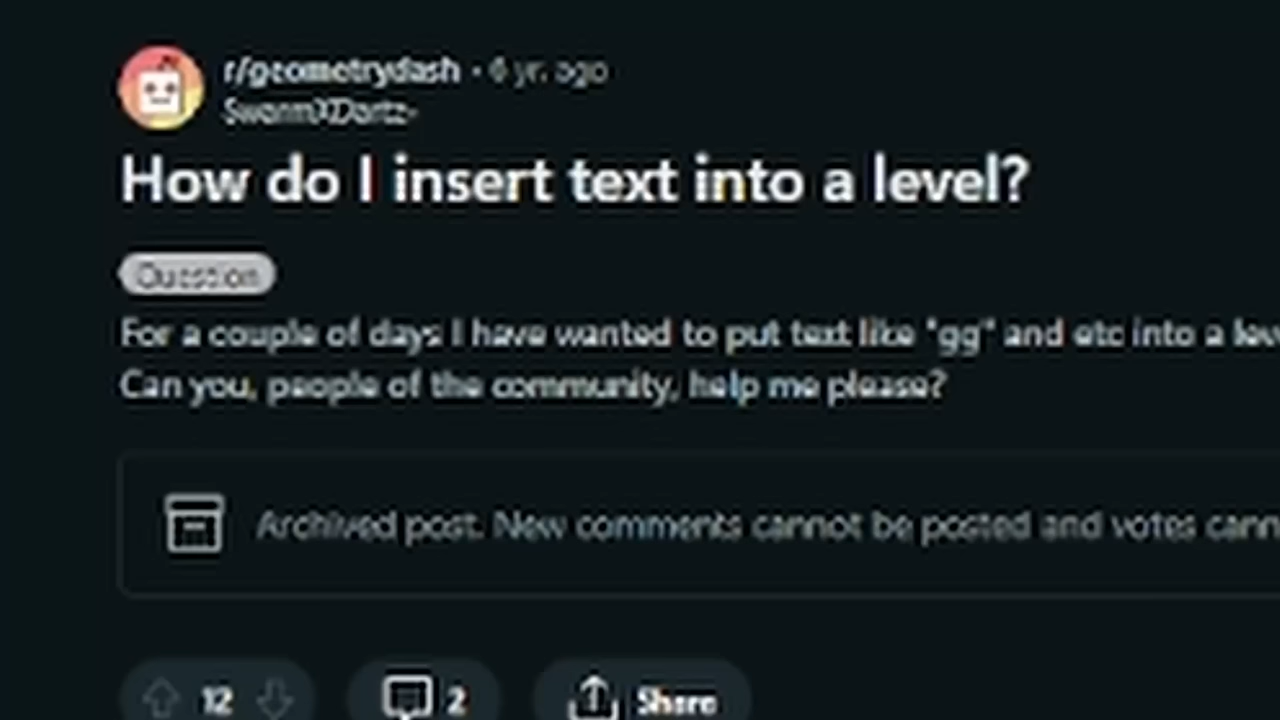 r/geometrydash • 6 yr. ago
How do I insert text into a level?
Question
For a couple of days I have wanted to put text like "gg" and etc into a
Can you, people of the community, help me please?
Archived post. New comments cannot be posted and votes
12
2
Share